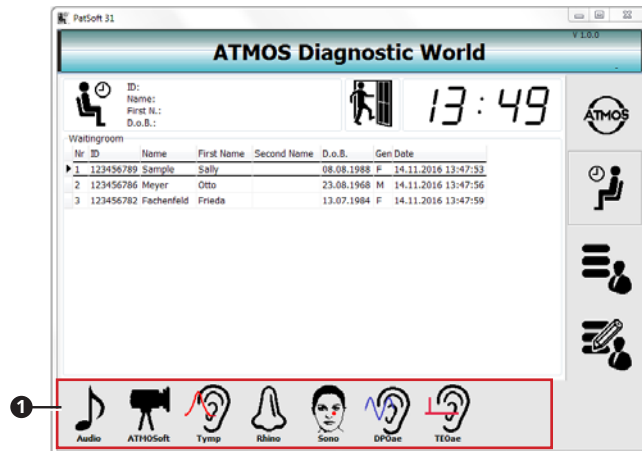 PatSoft 31
V 1.0.0
ATMOS Diagnostic World
ID:
Name:
First N.:
D.o.B.:
13:49
ATMOS
Waitingroom
Nr ID Name First Name Second Name D.o.B. Gen Date
1 123456789 Sample Sally 08.08.1988 F 14.11.2016 13:47:53
2 123456786 Meyer Otto 23.08.1968 M 14.11.2016 13:47:56
3 123456782 Fachenfeld Frieda 13.07.1984 F 14.11.2016 13:47:59
1
Audio ATMOSoft Tymp Rhino Sono DPOae TEOae